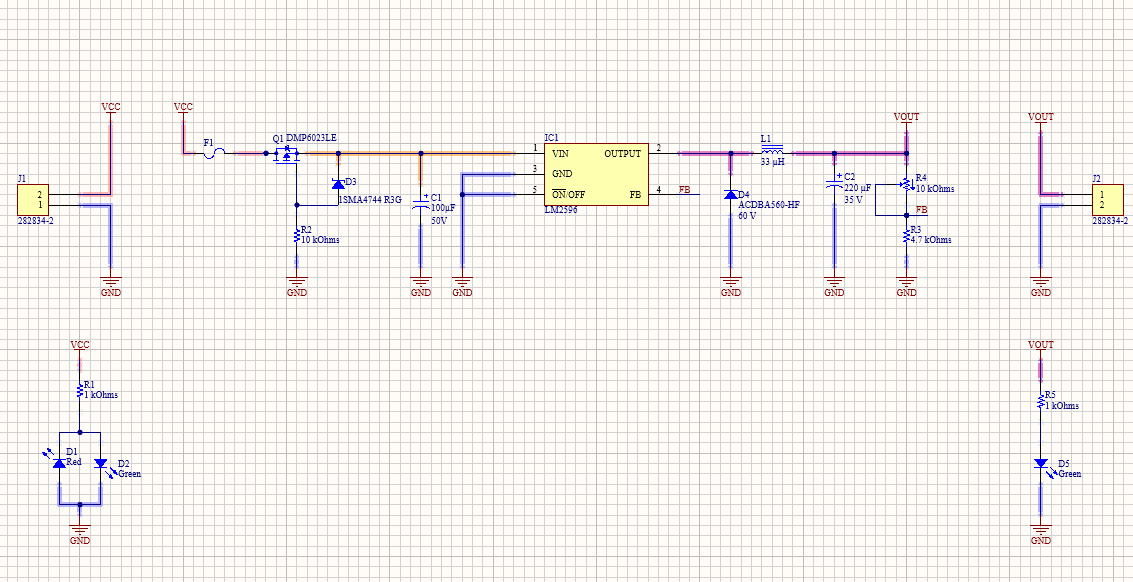 VCC
VCC
VOUT
VOUT
F1
Q1 DMP6023LE
IC1
L1
33 µH
1 VIN OUTPUT 2
3 GND
5 ON/OFF FB 4 FB
LM2596
J1
2
1
282834-2
D3
1SMA4744 R3G
C1
100µF
50V
R2
10 kOhms
D4
ACDBA560-HF
60 V
C2
220 µF
35 V
R4
10 kOhms
FB
R3
4.7 kOhms
J2
1
2
282834-2
GND
GND
GND
GND
GND
GND
GND
GND
VCC
R1
1 kOhms
D1
Red
D2
Green
GND
VOUT
R5
1 kOhms
D5
Green
GND